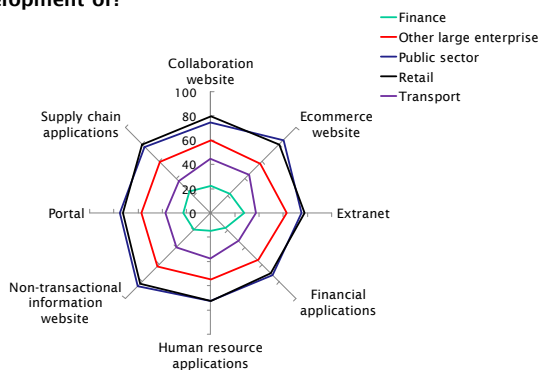 elopment of?
Finance
Other large enterprise
Public sector
Retail
Transport
Collaboration
website
100
80
60
40
20
0
Ecommerce
website
Extranet
Financial
applications
Human resource
applications
Non-transactional
information
website
Portal
Supply chain
applications